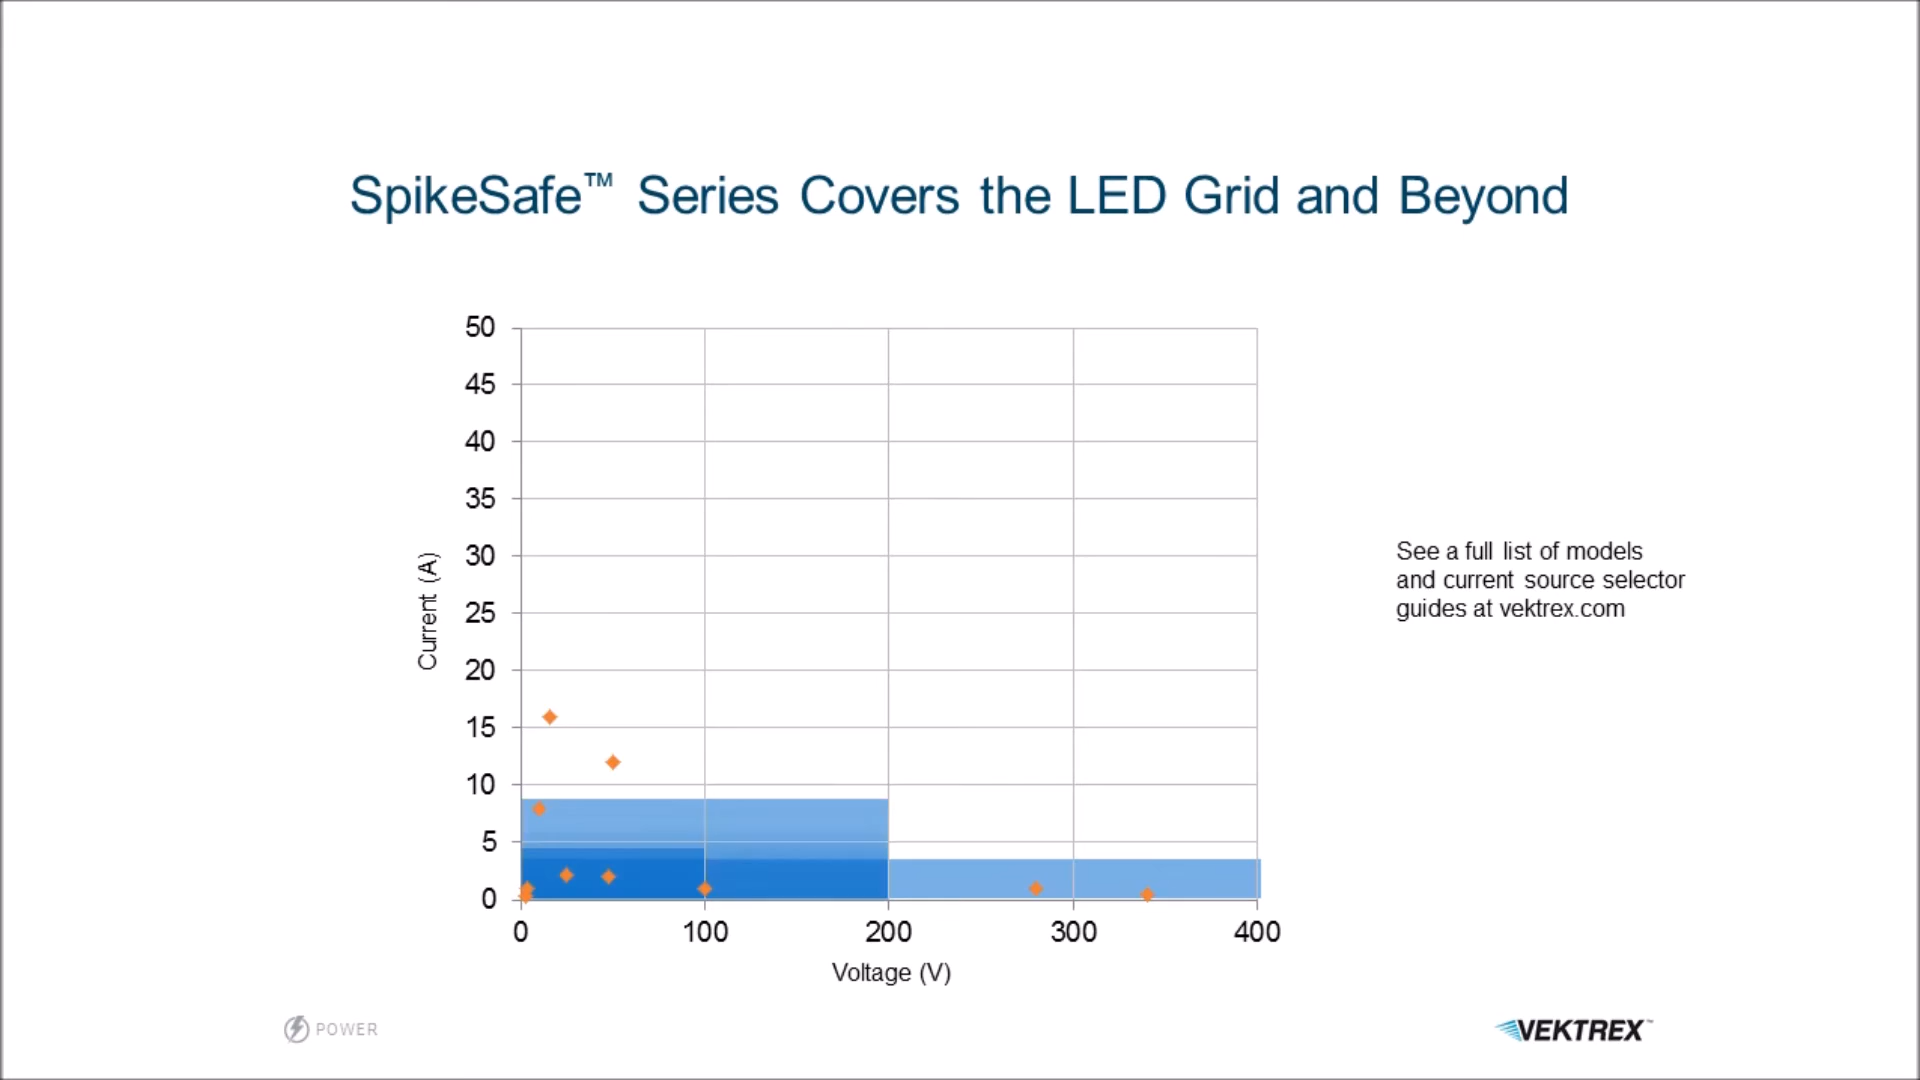 SpikeSafe™ Series Covers the LED Grid and Beyond
50
45
40
35
30
25
20
15
10
5
0
Current (A)
0 100 200 300 400
Voltage (V)
See a full list of models
and current source selector
guides at vektrex.com
POWER
VEKTREX™